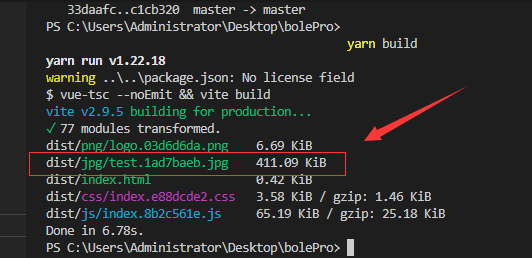 33daafc..c1cb320  master -> master
PS C:\Users\Administrator\Desktop\bolePro>
yarn build
yarn run v1.22.18
warning ..\..\package.json: No license field
$ vue-tsc --noEmit && vite build
vite v2.9.5 building for production...
✓ 77 modules transformed.
dist/png/logo.03d6d6da.png   6.69 KiB
dist/jpg/test.1ad7baeb.jpg   411.09 KiB
dist/index.html              0.42 KiB
dist/css/index.e88dcde2.css   3.58 KiB / gzip: 1.46 KiB
dist/js/index.8b2c561e.js    65.19 KiB / gzip: 25.18 KiB
Done in 6.78s.
PS C:\Users\Administrator\Desktop\bolePro>